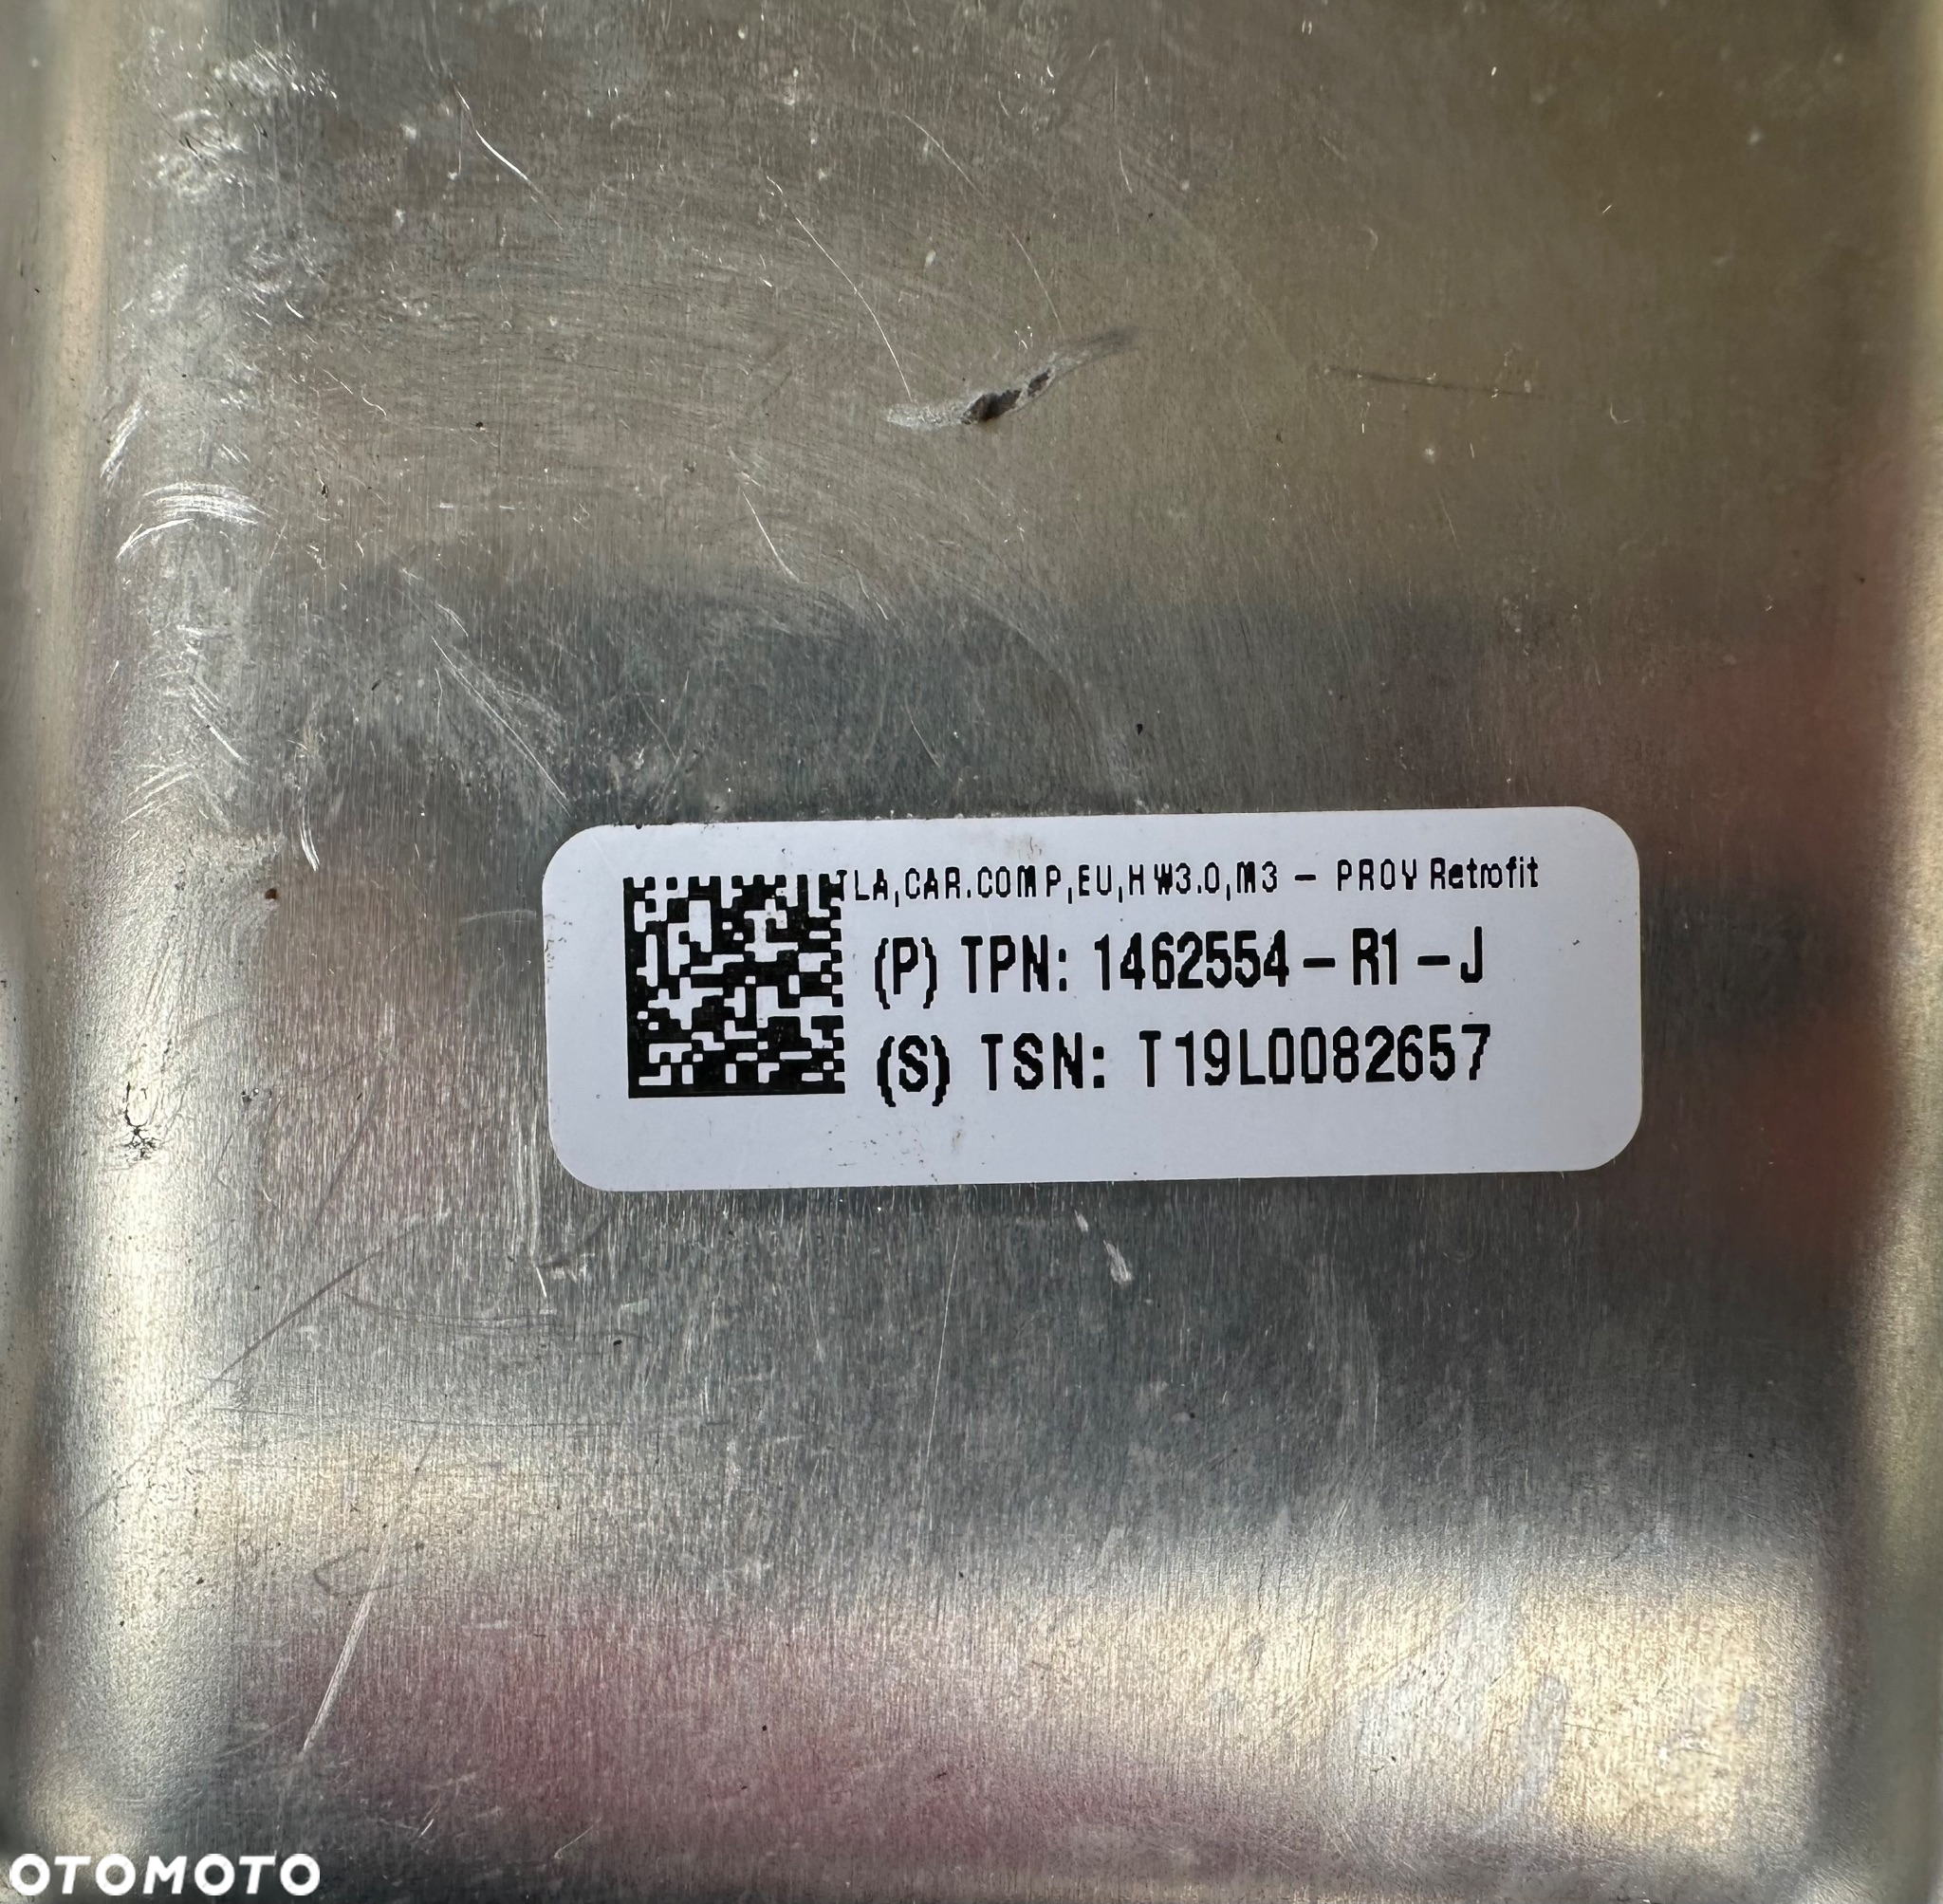 TLA,CAR.COMP,EU,HW3.0,M3 - PROV Retrofit
(P) TPN: 1462554-R1-J
(S) TSN: T19L0082657
OTOMOTO